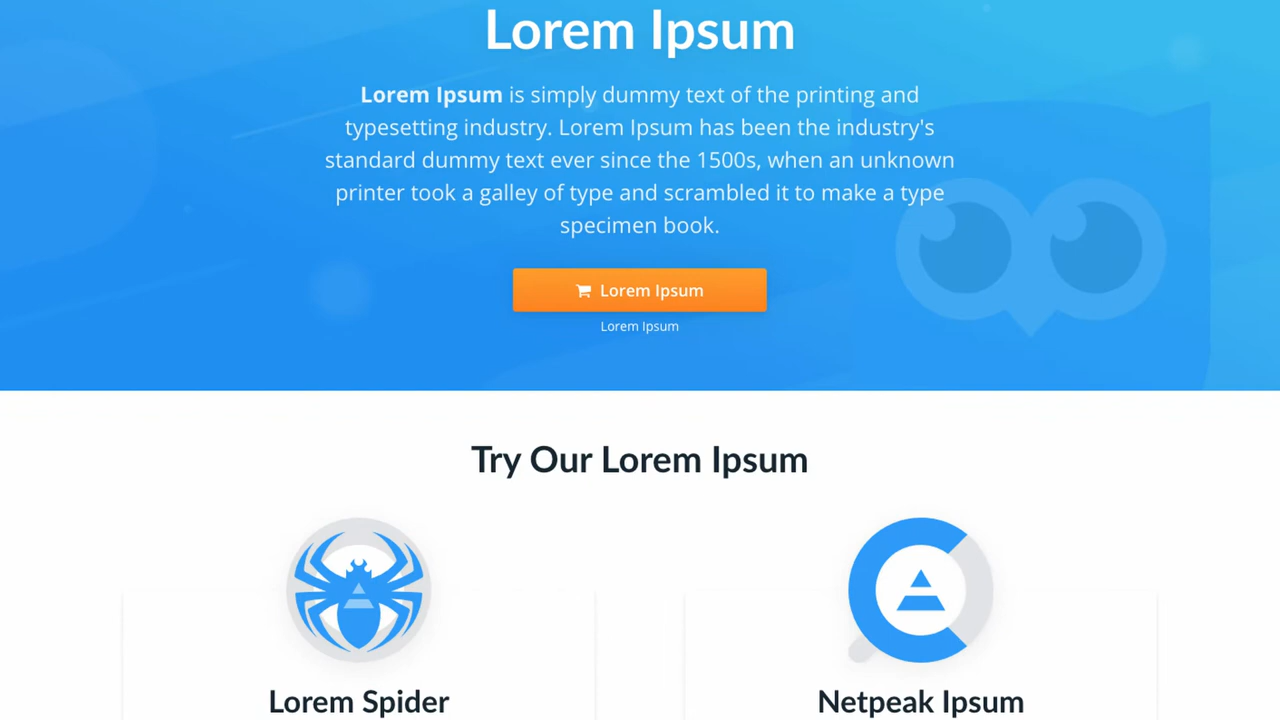 Lorem Ipsum
Lorem Ipsum is simply dummy text of the printing and
typesetting industry. Lorem Ipsum has been the industry's
standard dummy text ever since the 1500s, when an unknown
printer took a galley of type and scrambled it to make a type
specimen book.
Lorem Ipsum
Lorem Ipsum
Try Our Lorem Ipsum
Lorem Spider
Netpeak Ipsum